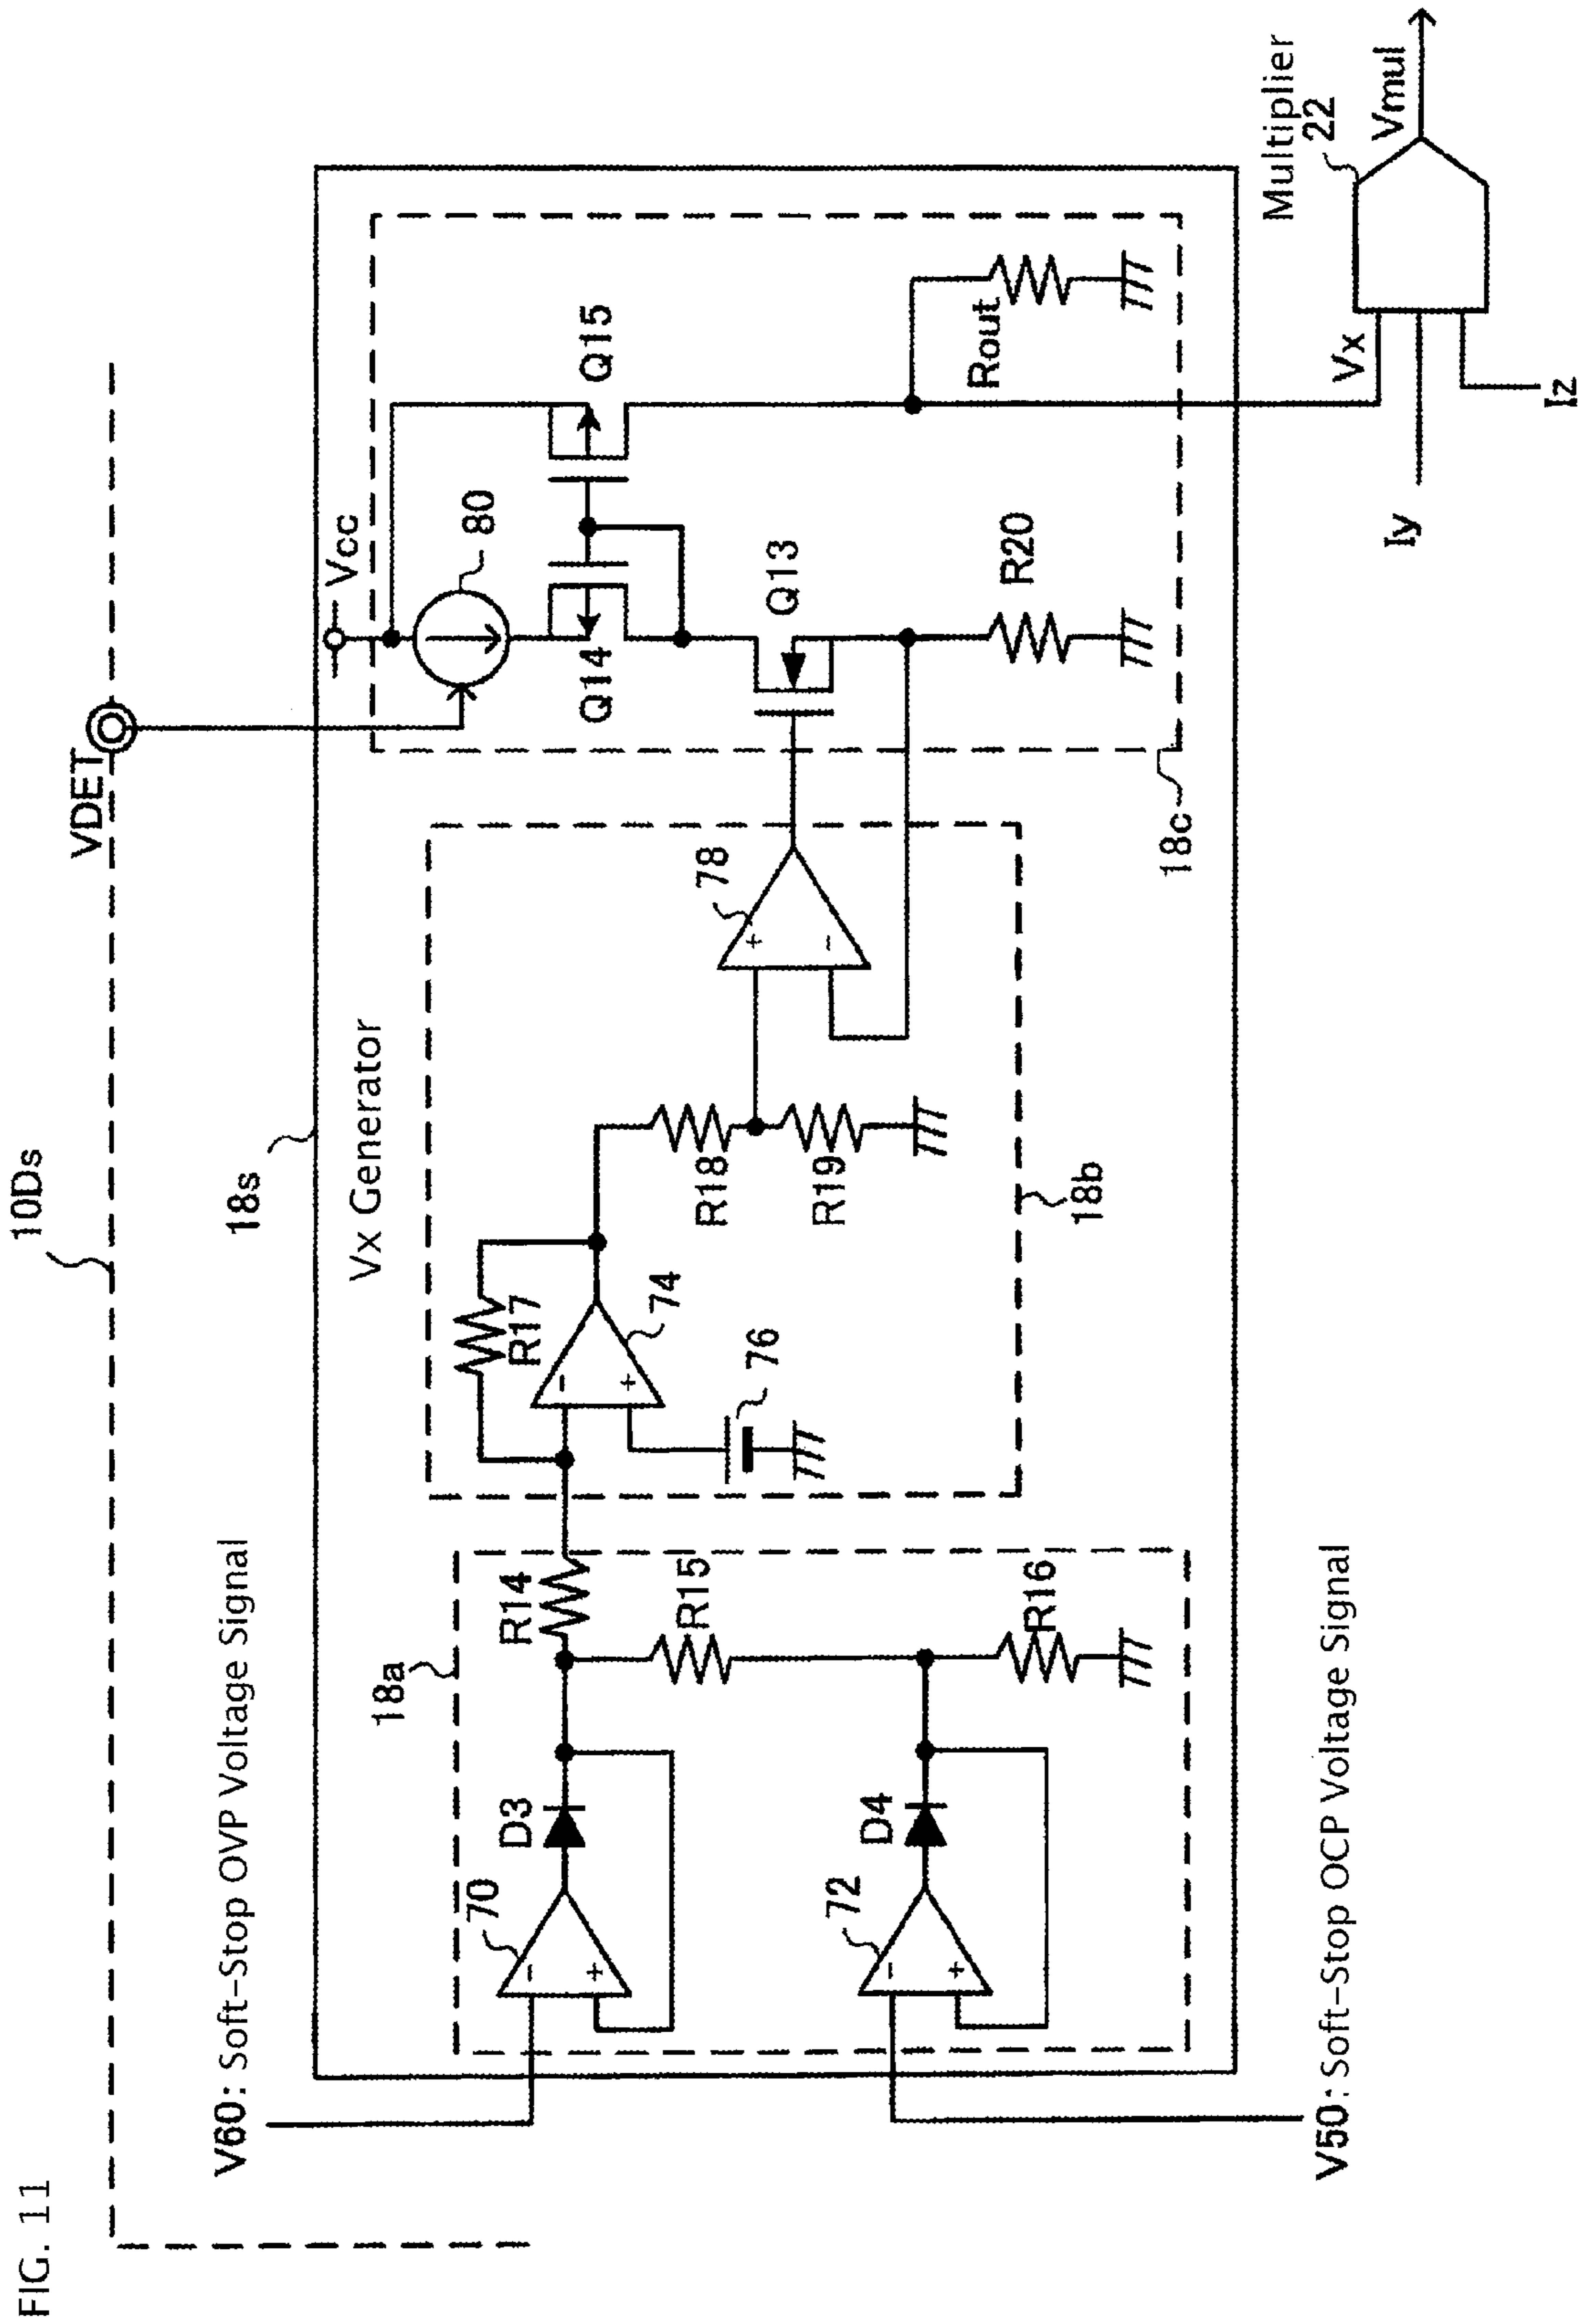 FIG. 11
10Ds
VDET
18s
Vx Generator
V60: Soft-Stop OVP Voltage Signal
V50: Soft-Stop OCP Voltage Signal
18a
70
-
+
D3
R14
R15
72
-
+
D4
R16
18b
R17
-
+
74
76
R18
R19
78
+
-
18c
Vcc
80
Q14
Q15
Q13
R20
Rout
Multiplier
22
Vx
Iy
Iz
Vmul